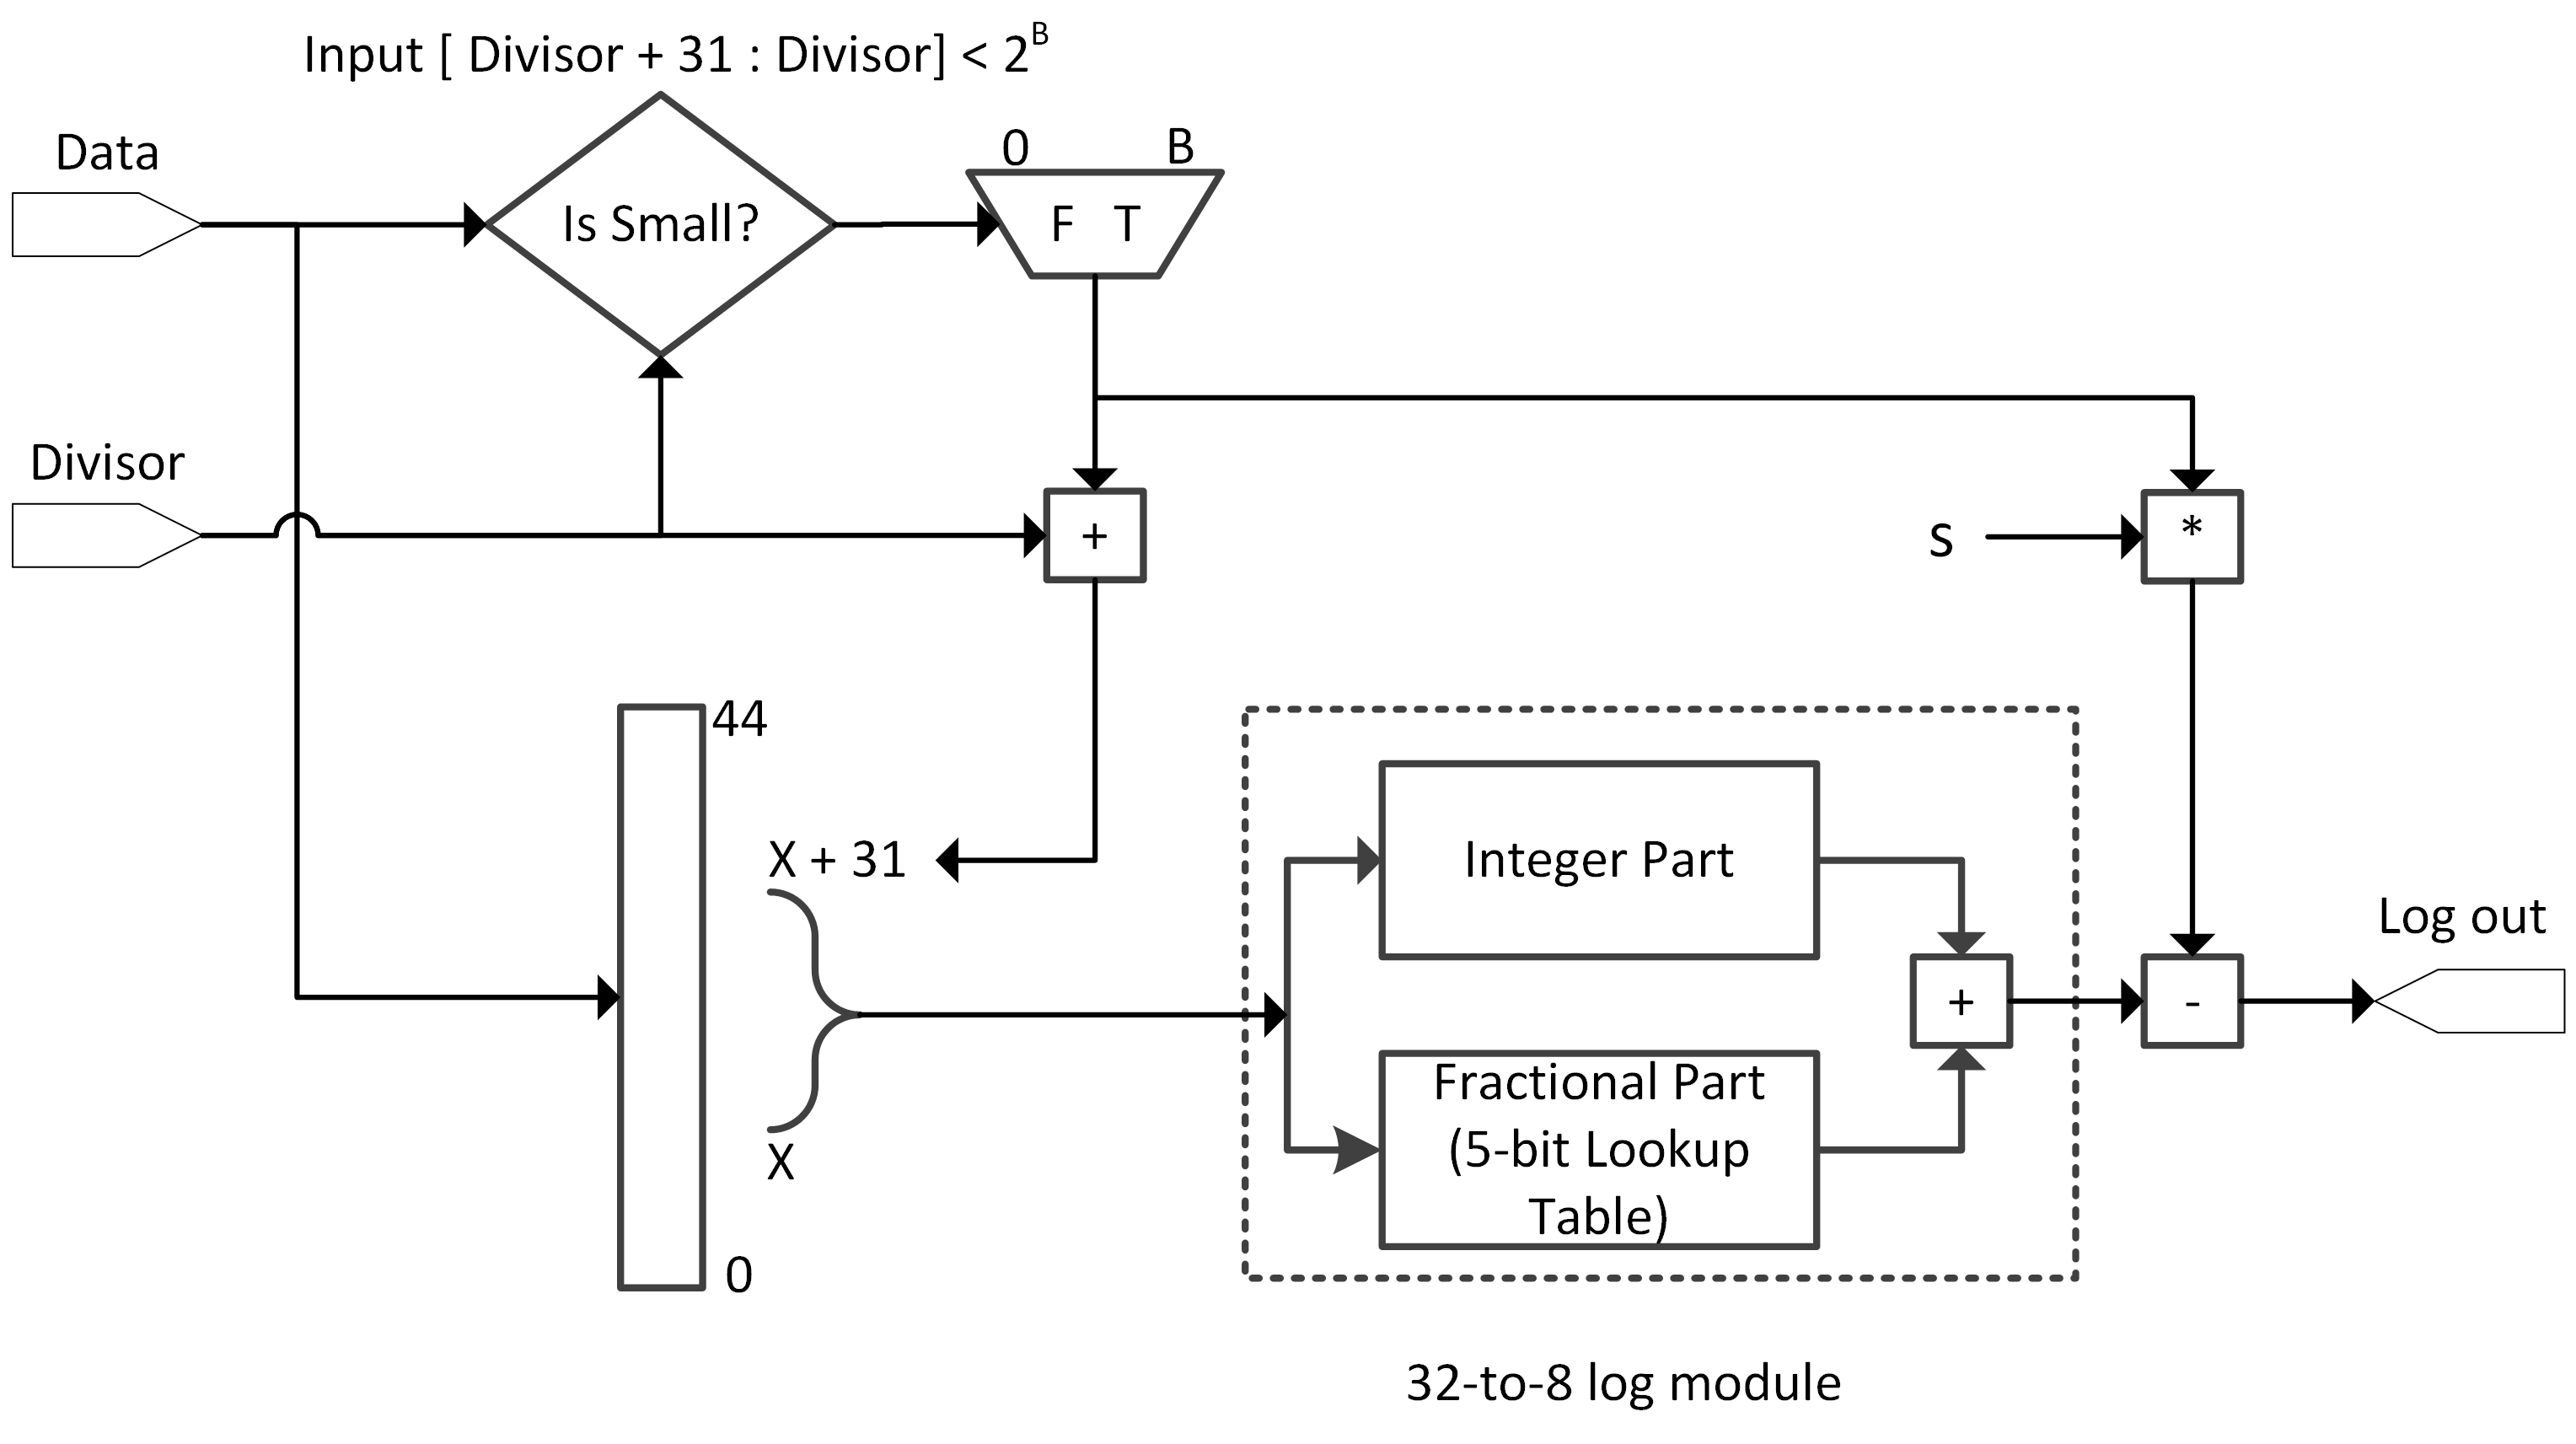 Input [ Divisor + 31 : Divisor] < 2^B
Data
0
B
Is Small?
F T
Divisor
+
S
*
44
X + 31
Integer Part
Log out
+
-
Fractional Part
(5-bit Lookup
Table)
X
0
32-to-8 log module